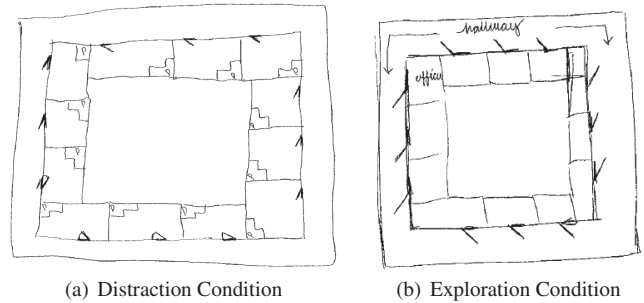 hallway
office
(a) Distraction Condition
(b) Exploration Condition